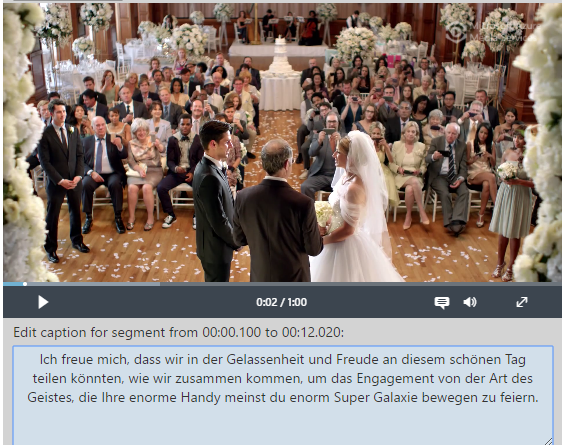 0:02 / 1:00
Edit caption for segment from 00:00.100 to 00:12.020:
Ich freue mich, dass wir in der Gelassenheit und Freude an diesem schönen Tag
teilen könnten, wie wir zusammen kommen, um das Engagement von der Art des
Geistes, die Ihre enorme Handy meinst du enorm Super Galaxie bewegen zu feiern.